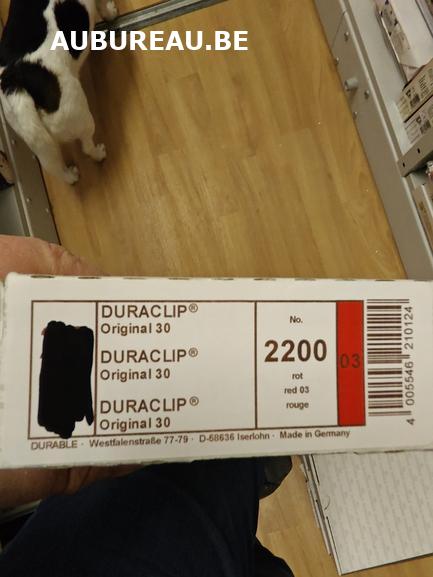 AUBUREAU.BE
DURACLIP®
Original 30
DURACLIP®
Original 30
DURACLIP®
Original 30
No.
2200
rot
red 03
rouge
03
4 005546 210124
DURABLE · Westfalenstraße 77-79 · D-58636 Iserlohn · Made in Germany